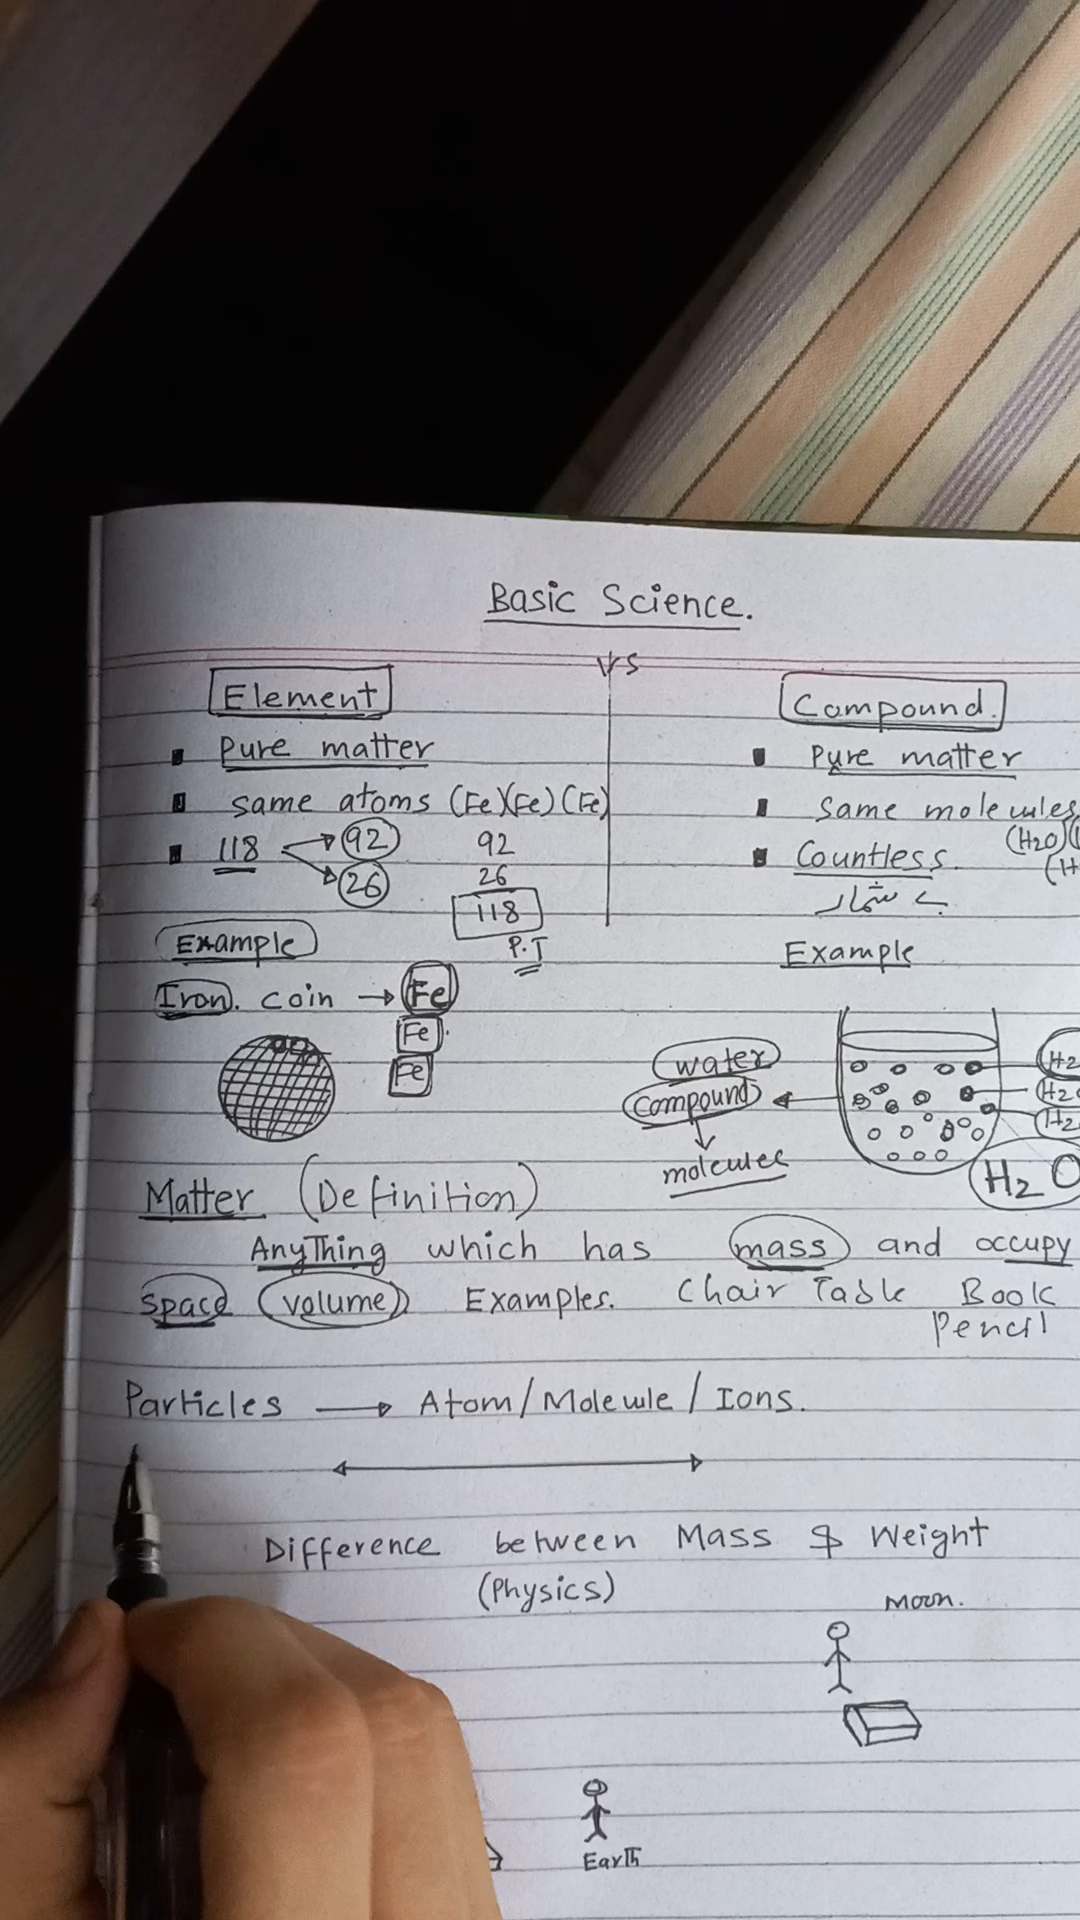 Basic Science.
Vs
Element
Pure matter
same atoms (Fe)(Fe)(Fe)
118 92 92
26 26
118
P.T
Example
Iron. coin → Fe
Fe
Fe
Compound.
Pure matter
same molecules
(H2O)
Countless.
بے شمار
Example
water
Compound
molecules
H2
H2
H2
H2O
Matter (Definition)
AnyThing which has mass and occupy
space (volume) Examples. Chair Table Book
Pencil
Particles → Atom/Molecule/Ions.
Difference between Mass & Weight
(Physics)
Moon.
Earth